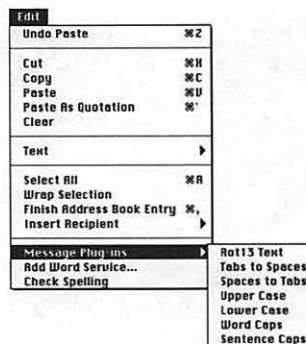 Edit
Undo Paste ⌘Z
Cut ⌘X
Copy ⌘C
Paste ⌘V
Paste As Quotation ⌘'
Clear
Text
Select All ⌘A
Wrap Selection
Finish Address Book Entry ⌘,
Insert Recipient
Message Plug-ins
Add Word Service...
Check Spelling
Rot13 Text
Tabs to Spaces
Spaces to Tabs
Upper Case
Lower Case
Word Caps
Sentence Caps